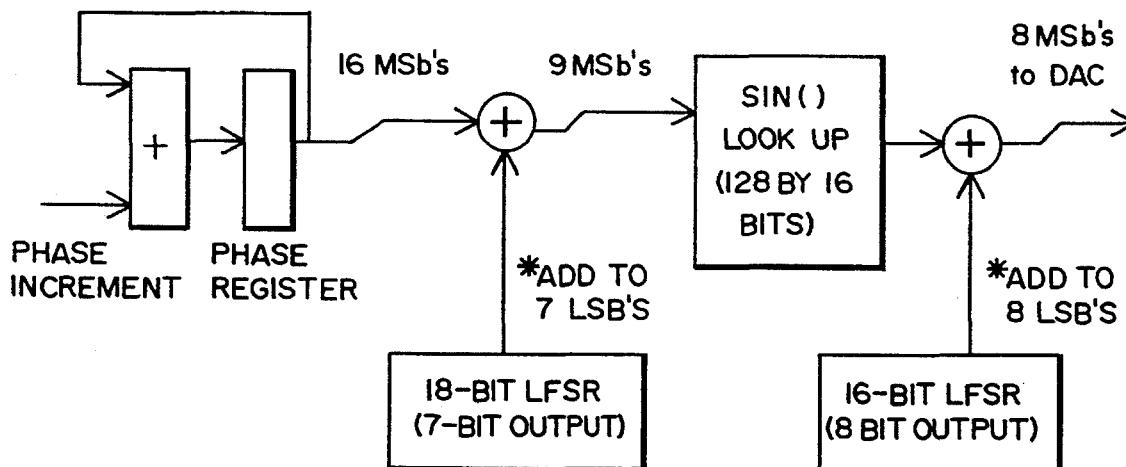 16 MSb's
9 MSb's
8 MSb's
to DAC
+
+
SIN()
LOOK UP
(128 BY 16
BITS)
+
PHASE
INCREMENT
PHASE
REGISTER
*ADD TO
7 LSB'S
*ADD TO
8 LSB'S
18-BIT LFSR
(7-BIT OUTPUT)
16-BIT LFSR
(8 BIT OUTPUT)